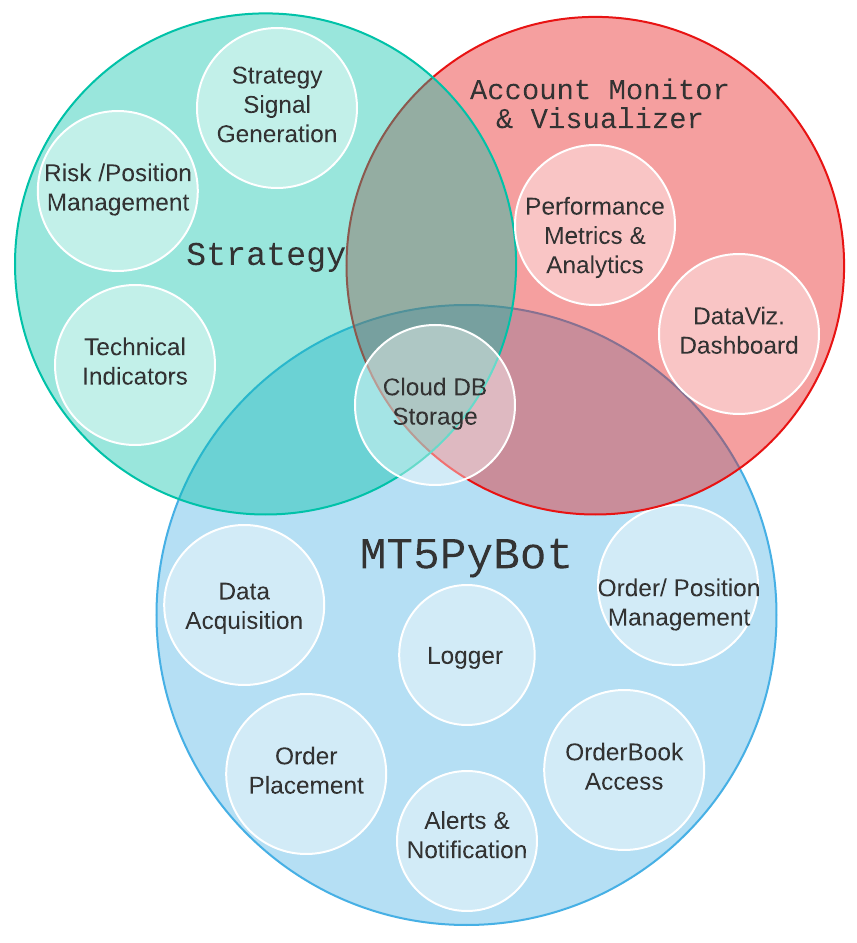 Strategy
Signal
Generation
Account Monitor
& Visualizer
Risk /Position
Management
Performance
Metrics &
Analytics
Strategy
DataViz.
Dashboard
Technical
Indicators
Cloud DB
Storage
MT5PyBot
Data
Acquisition
Order/ Position
Management
Logger
Order
Placement
OrderBook
Access
Alerts &
Notification